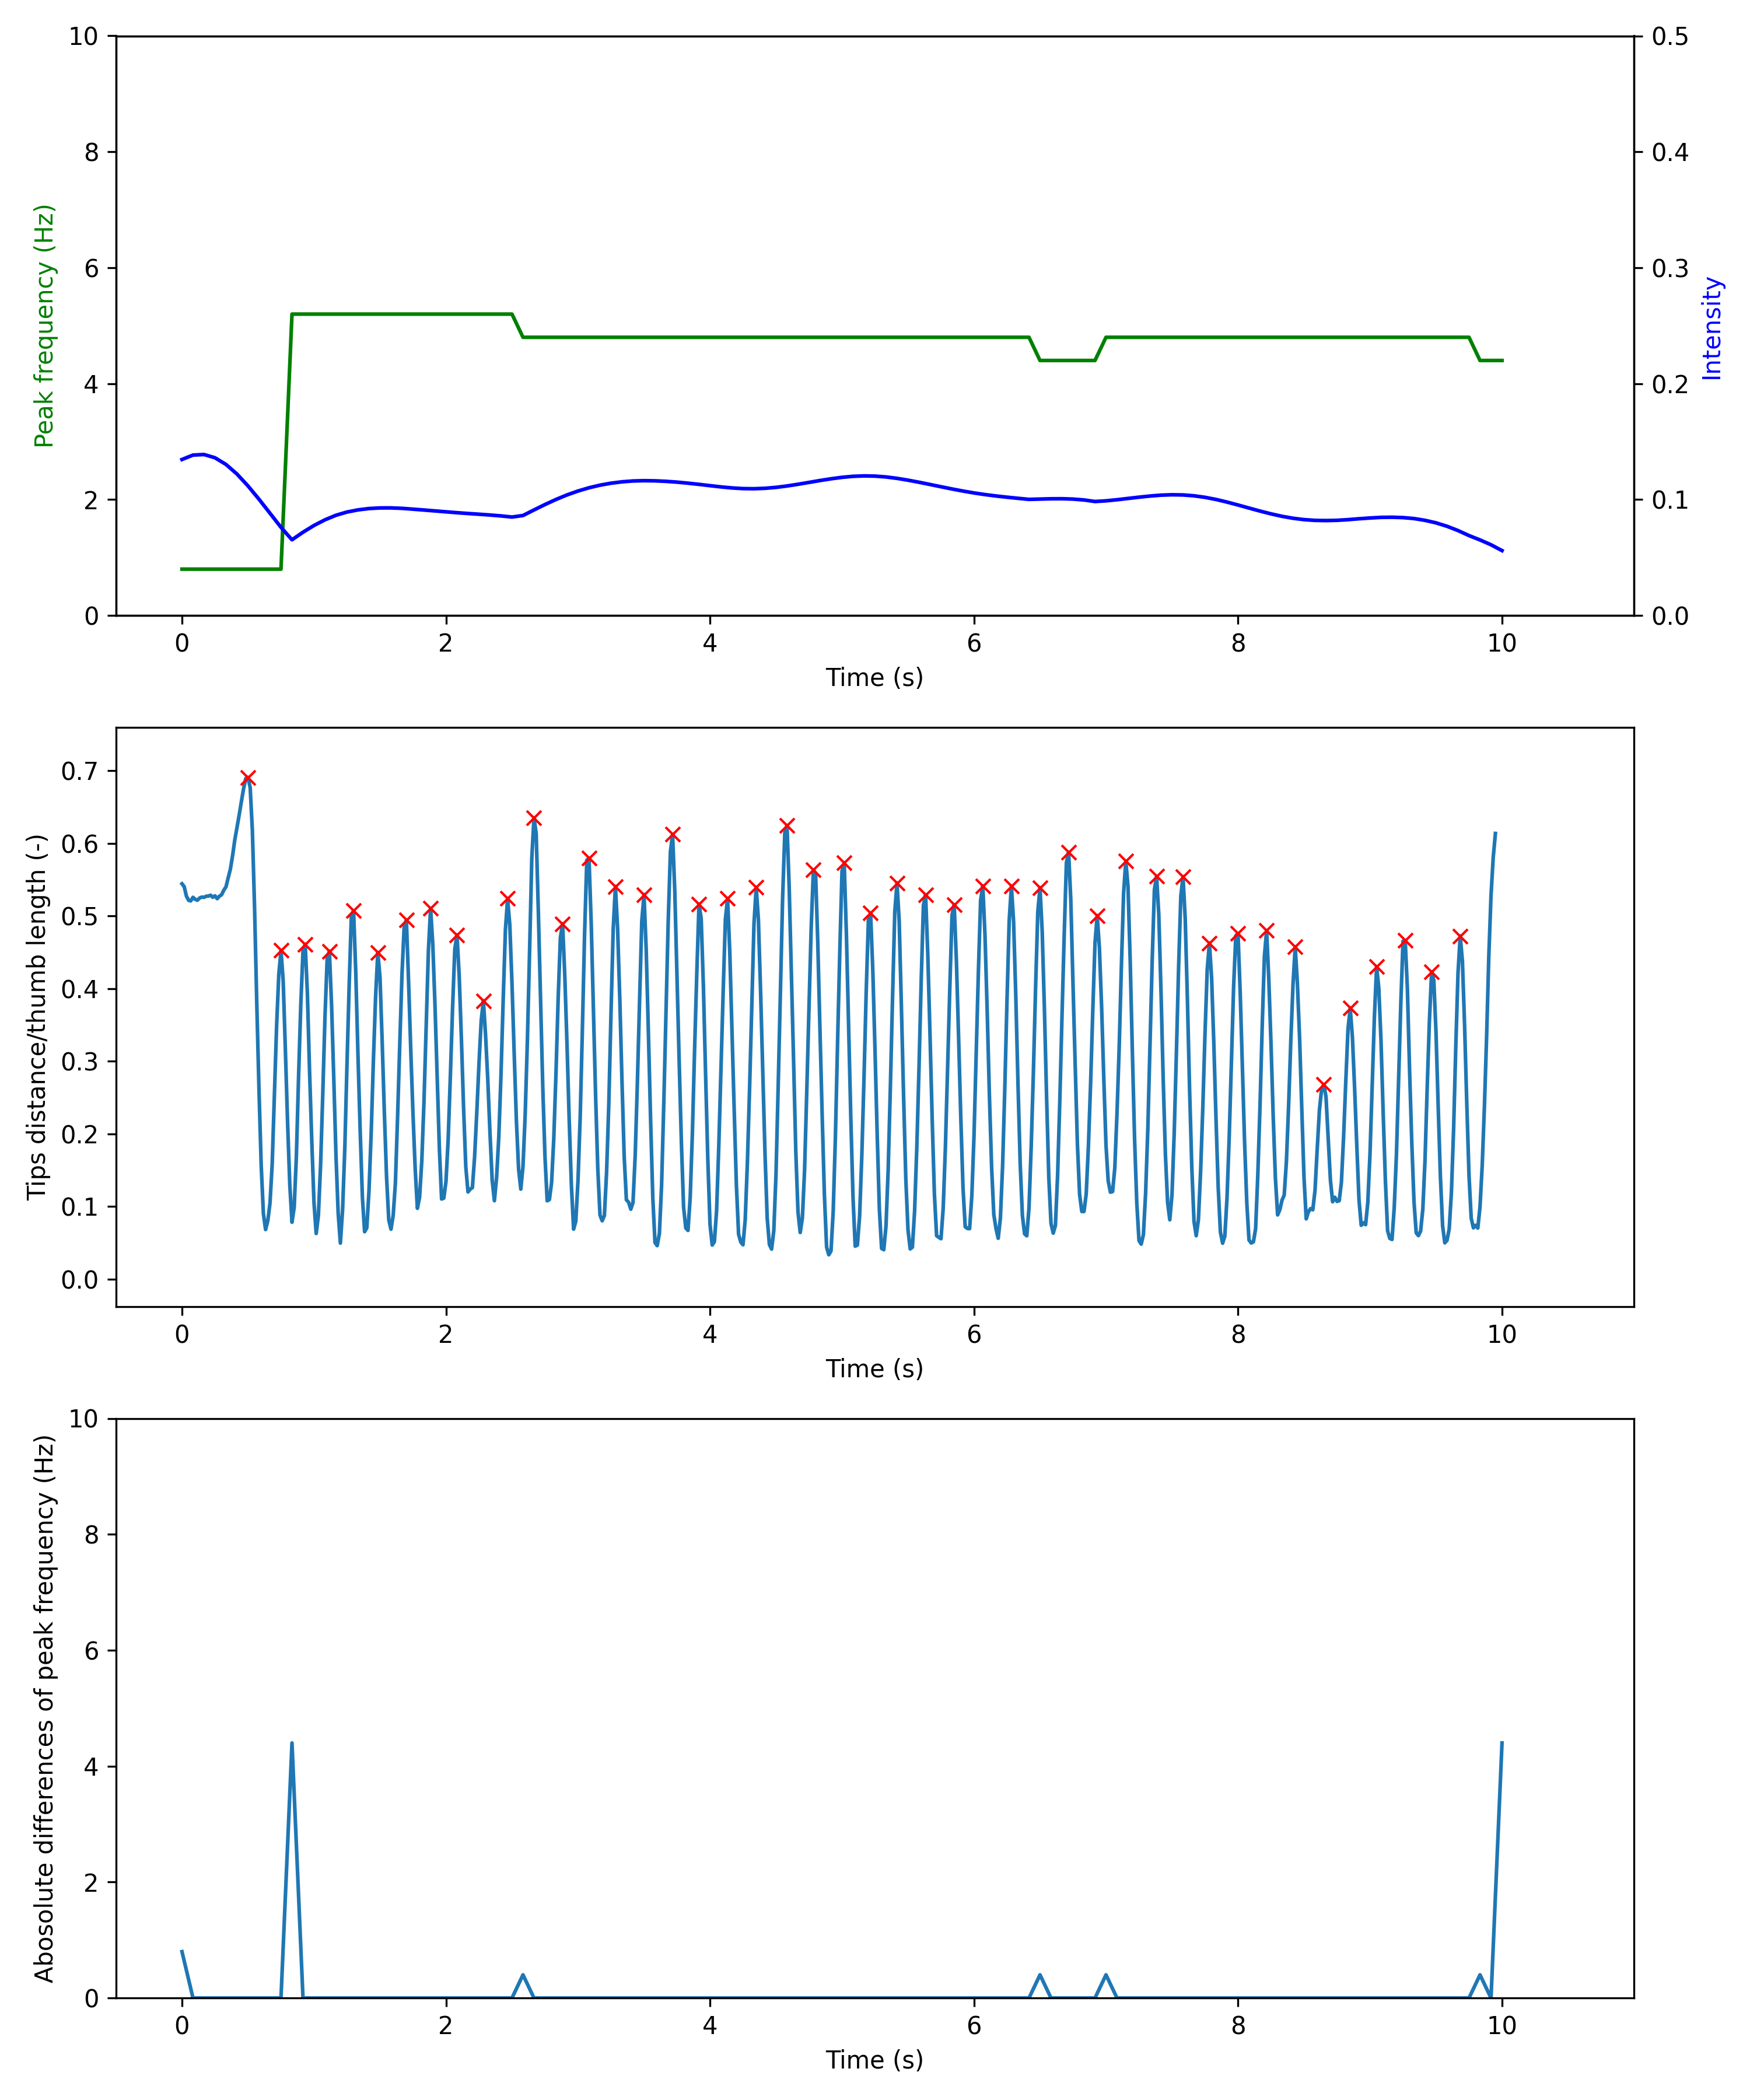 10
8
6
4
2
0
Peak frequency (Hz)
0.5
0.4
0.3
0.2
0.1
0.0
Intensity
0 2 4 6 8 10
Time (s)
0.7
0.6
0.5
0.4
0.3
0.2
0.1
0.0
Tips distance/thumb length (-)
0 2 4 6 8 10
Time (s)
10
8
6
4
2
0
Abosolute differences of peak frequency (Hz)
0 2 4 6 8 10
Time (s)